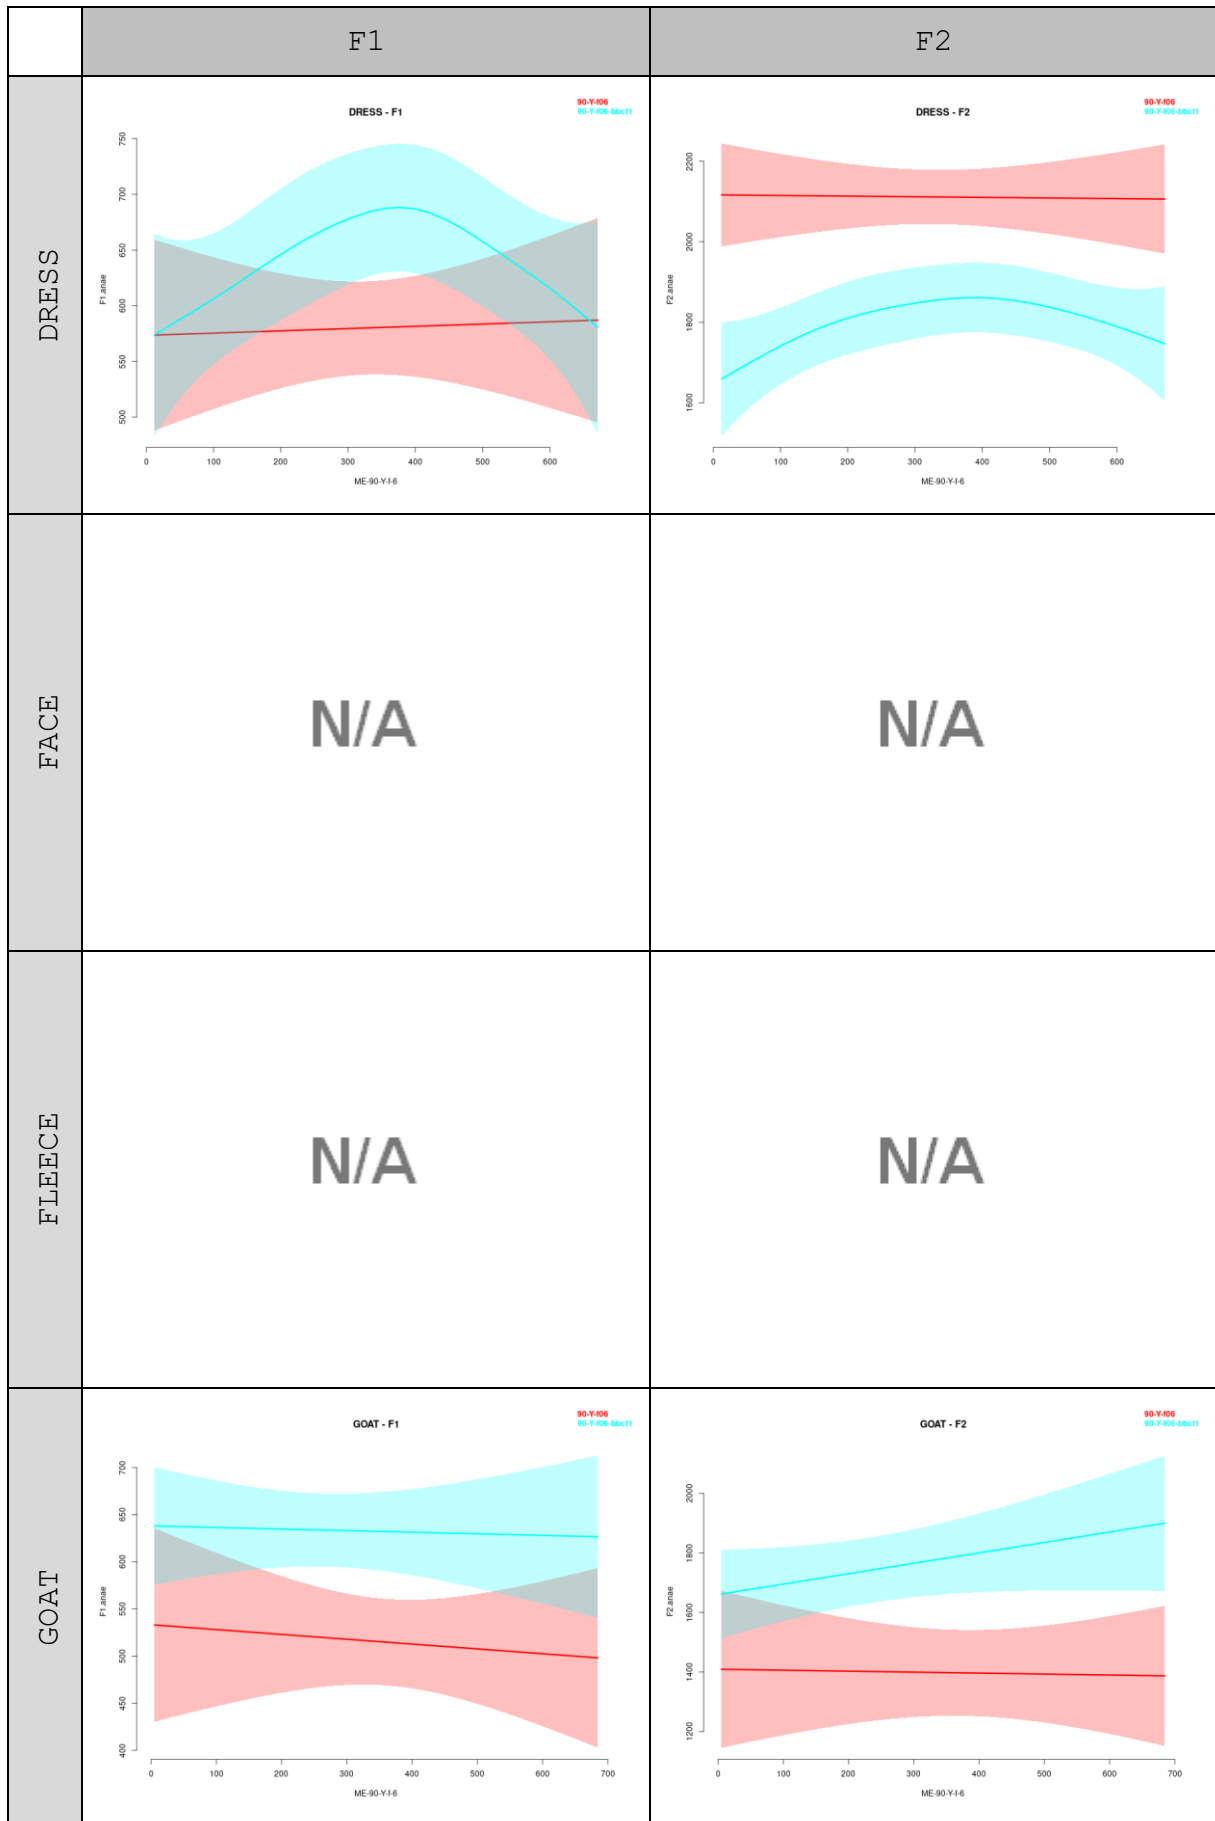 F1 F2
DRESS
DRESS - F1
90-Y-f06
90-Y-f06-bbcf1
F1.anae
750
700
650
600
550
500
0 100 200 300 400 500 600
ME-90-Y-f-6
DRESS - F2
90-Y-f06
90-Y-f06-bbcf1
F2.anae
2200
2000
1800
1600
0 100 200 300 400 500 600
ME-90-Y-f-6
FACE
N/A N/A
FLEECE
N/A N/A
GOAT
GOAT - F1
90-Y-f06
90-Y-f06-bbcf1
F1.anae
700
650
600
550
500
450
400
0 100 200 300 400 500 600 700
ME-90-Y-f-6
GOAT - F2
90-Y-f06
90-Y-f06-bbcf1
F2.anae
2000
1800
1600
1400
1200
0 100 200 300 400 500 600 700
ME-90-Y-f-6